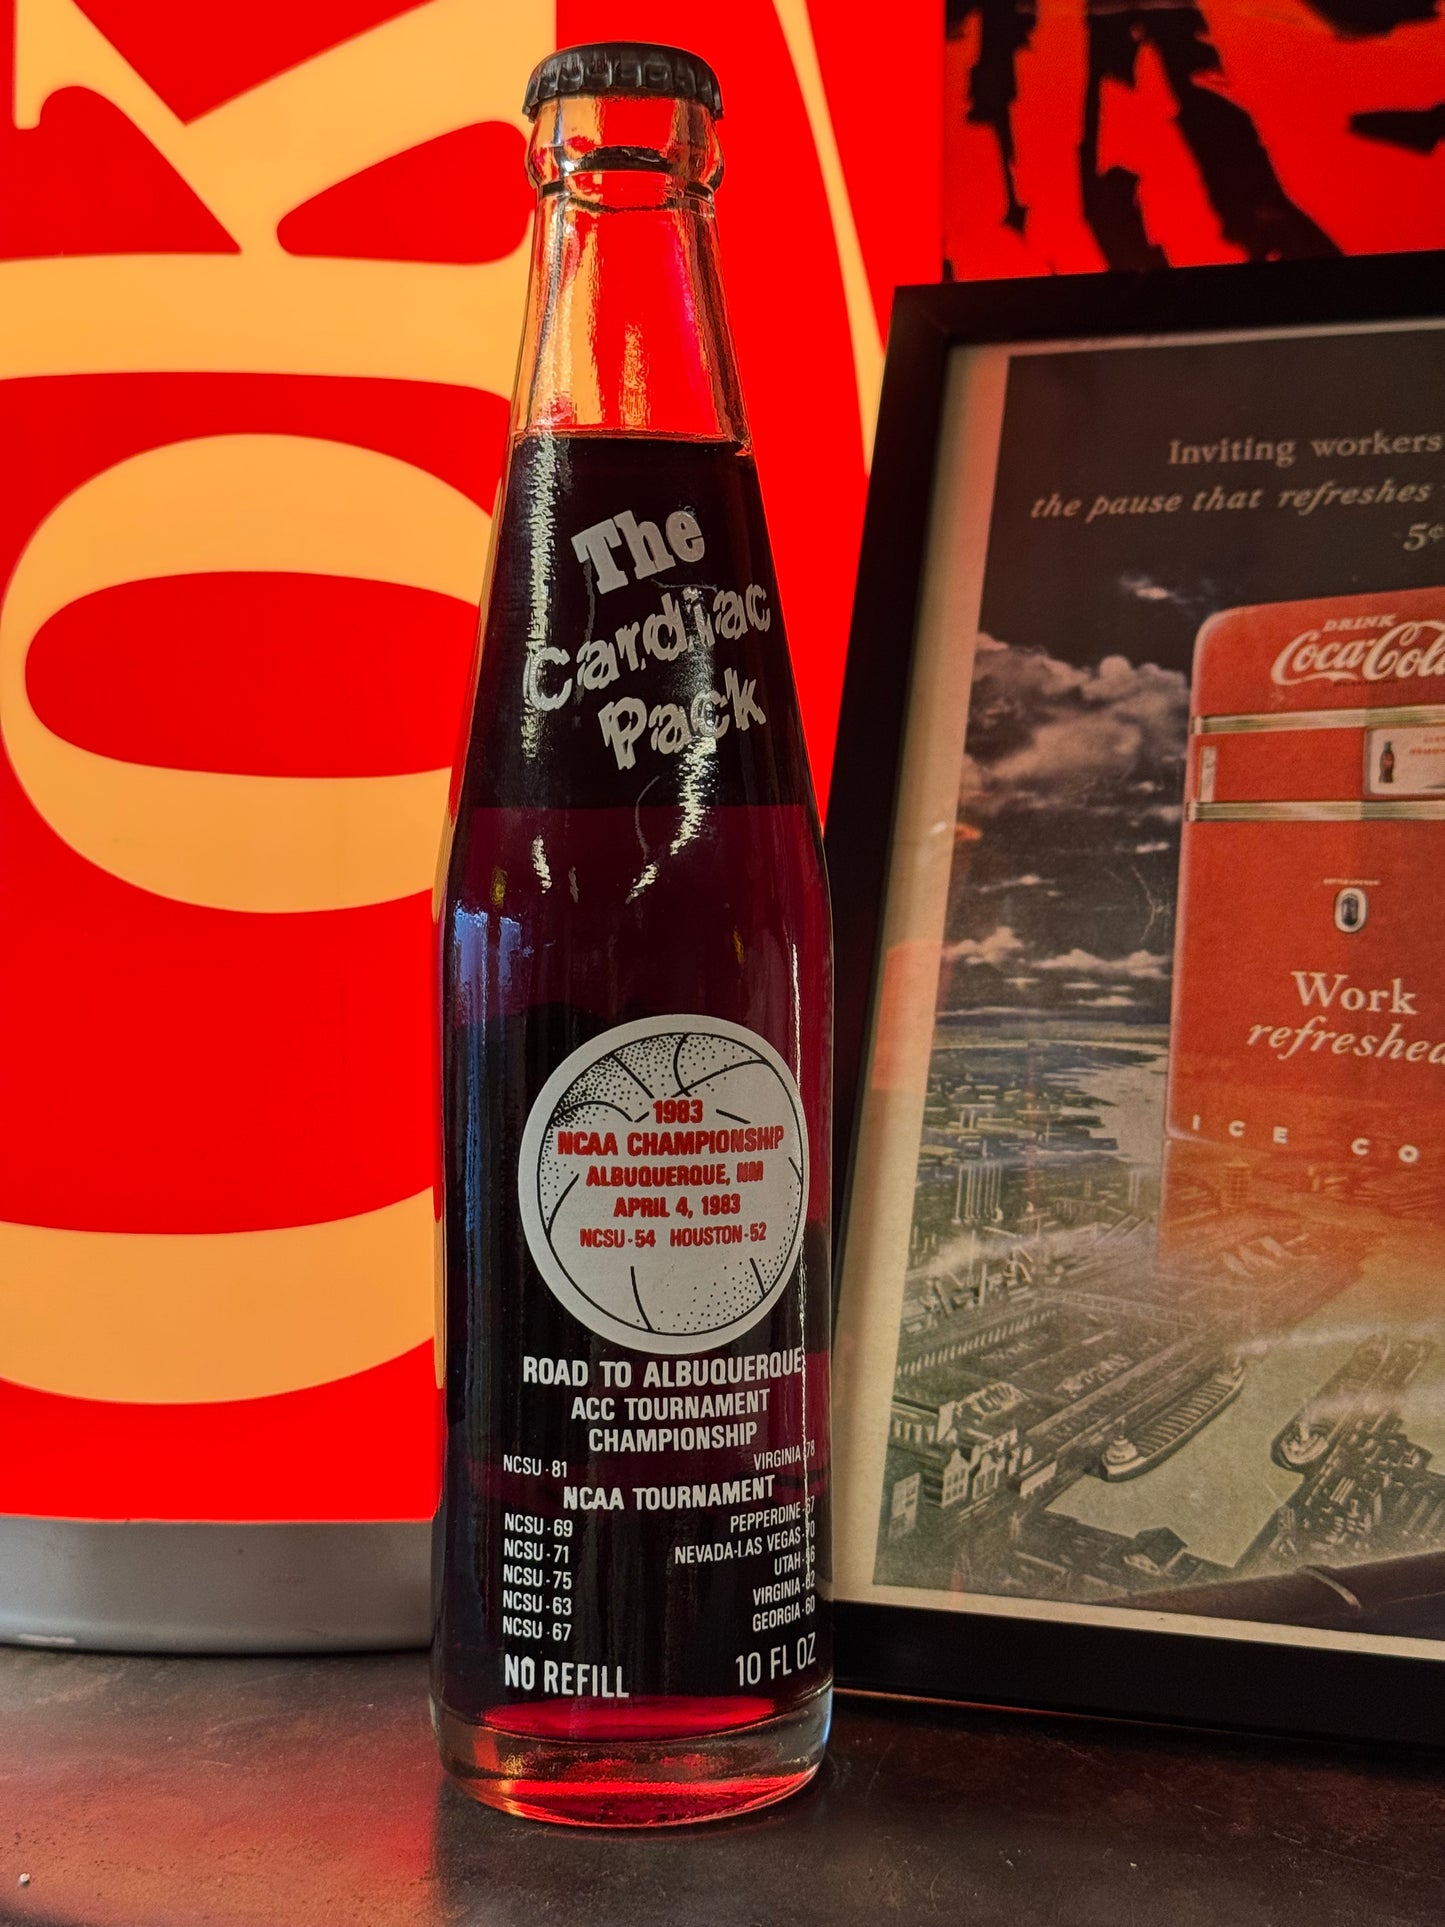 The
Cardiac
Pack
1983
NCAA CHAMPIONSHIP
ALBUQUERQUE, NM
APRIL 4, 1983
NCSU-54 HOUSTON-52
ROAD TO ALBUQUERQUE
ACC TOURNAMENT
CHAMPIONSHIP
NCSU-81 VIRGINIA-78
NCAA TOURNAMENT
NCSU-69 PEPPERDINE-67
NCSU-71 NEVADA-LAS VEGAS-70
NCSU-75 UTAH-56
NCSU-63 VIRGINIA-62
NCSU-67 GEORGIA-60
NO REFILL 10 FL OZ
Inviting workers
the pause that refreshes
5¢
DRINK
Coca-Cola
Work
refreshed
ICE CO